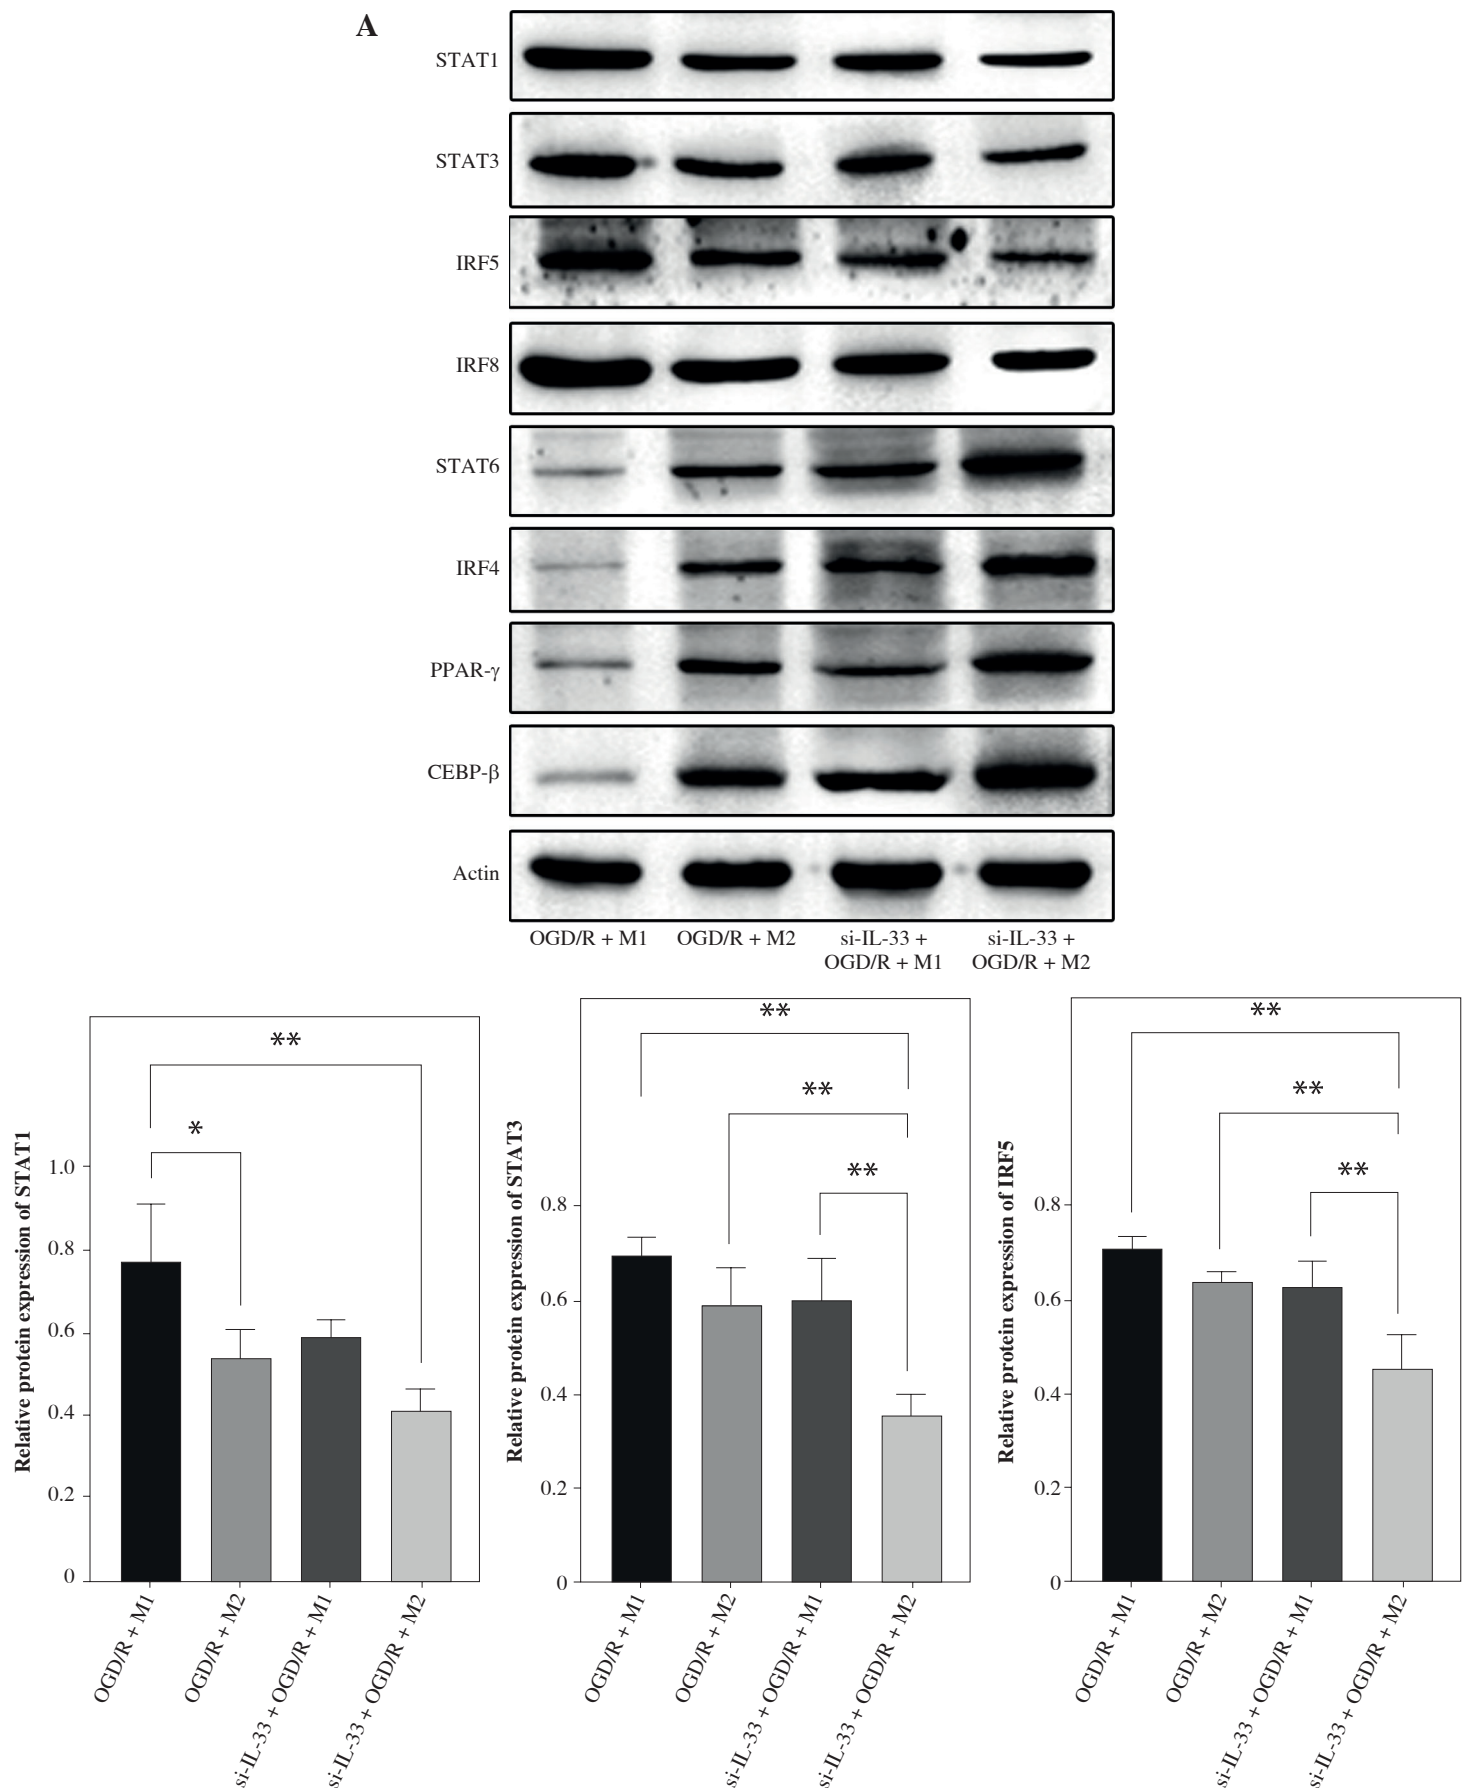 A
STAT1
STAT3
IRF5
IRF8
STAT6
IRF4
PPAR-γ
CEBP-β
Actin
OGD/R + M1
OGD/R + M2
si-IL-33 +
OGD/R + M1
si-IL-33 +
OGD/R + M2
Relative protein expression of STAT1
1.0
0.8
0.6
0.4
0.2
0
**
*
OGD/R + M1
OGD/R + M2
si-IL-33 + OGD/R + M1
si-IL-33 + OGD/R + M2
Relative protein expression of STAT3
0.8
0.6
0.4
0.2
0
**
**
**
OGD/R + M1
OGD/R + M2
si-IL-33 + OGD/R + M1
si-IL-33 + OGD/R + M2
Relative protein expression of IRF5
0.8
0.6
0.4
0.2
0
**
**
**
OGD/R + M1
OGD/R + M2
si-IL-33 + OGD/R + M1
si-IL-33 + OGD/R + M2